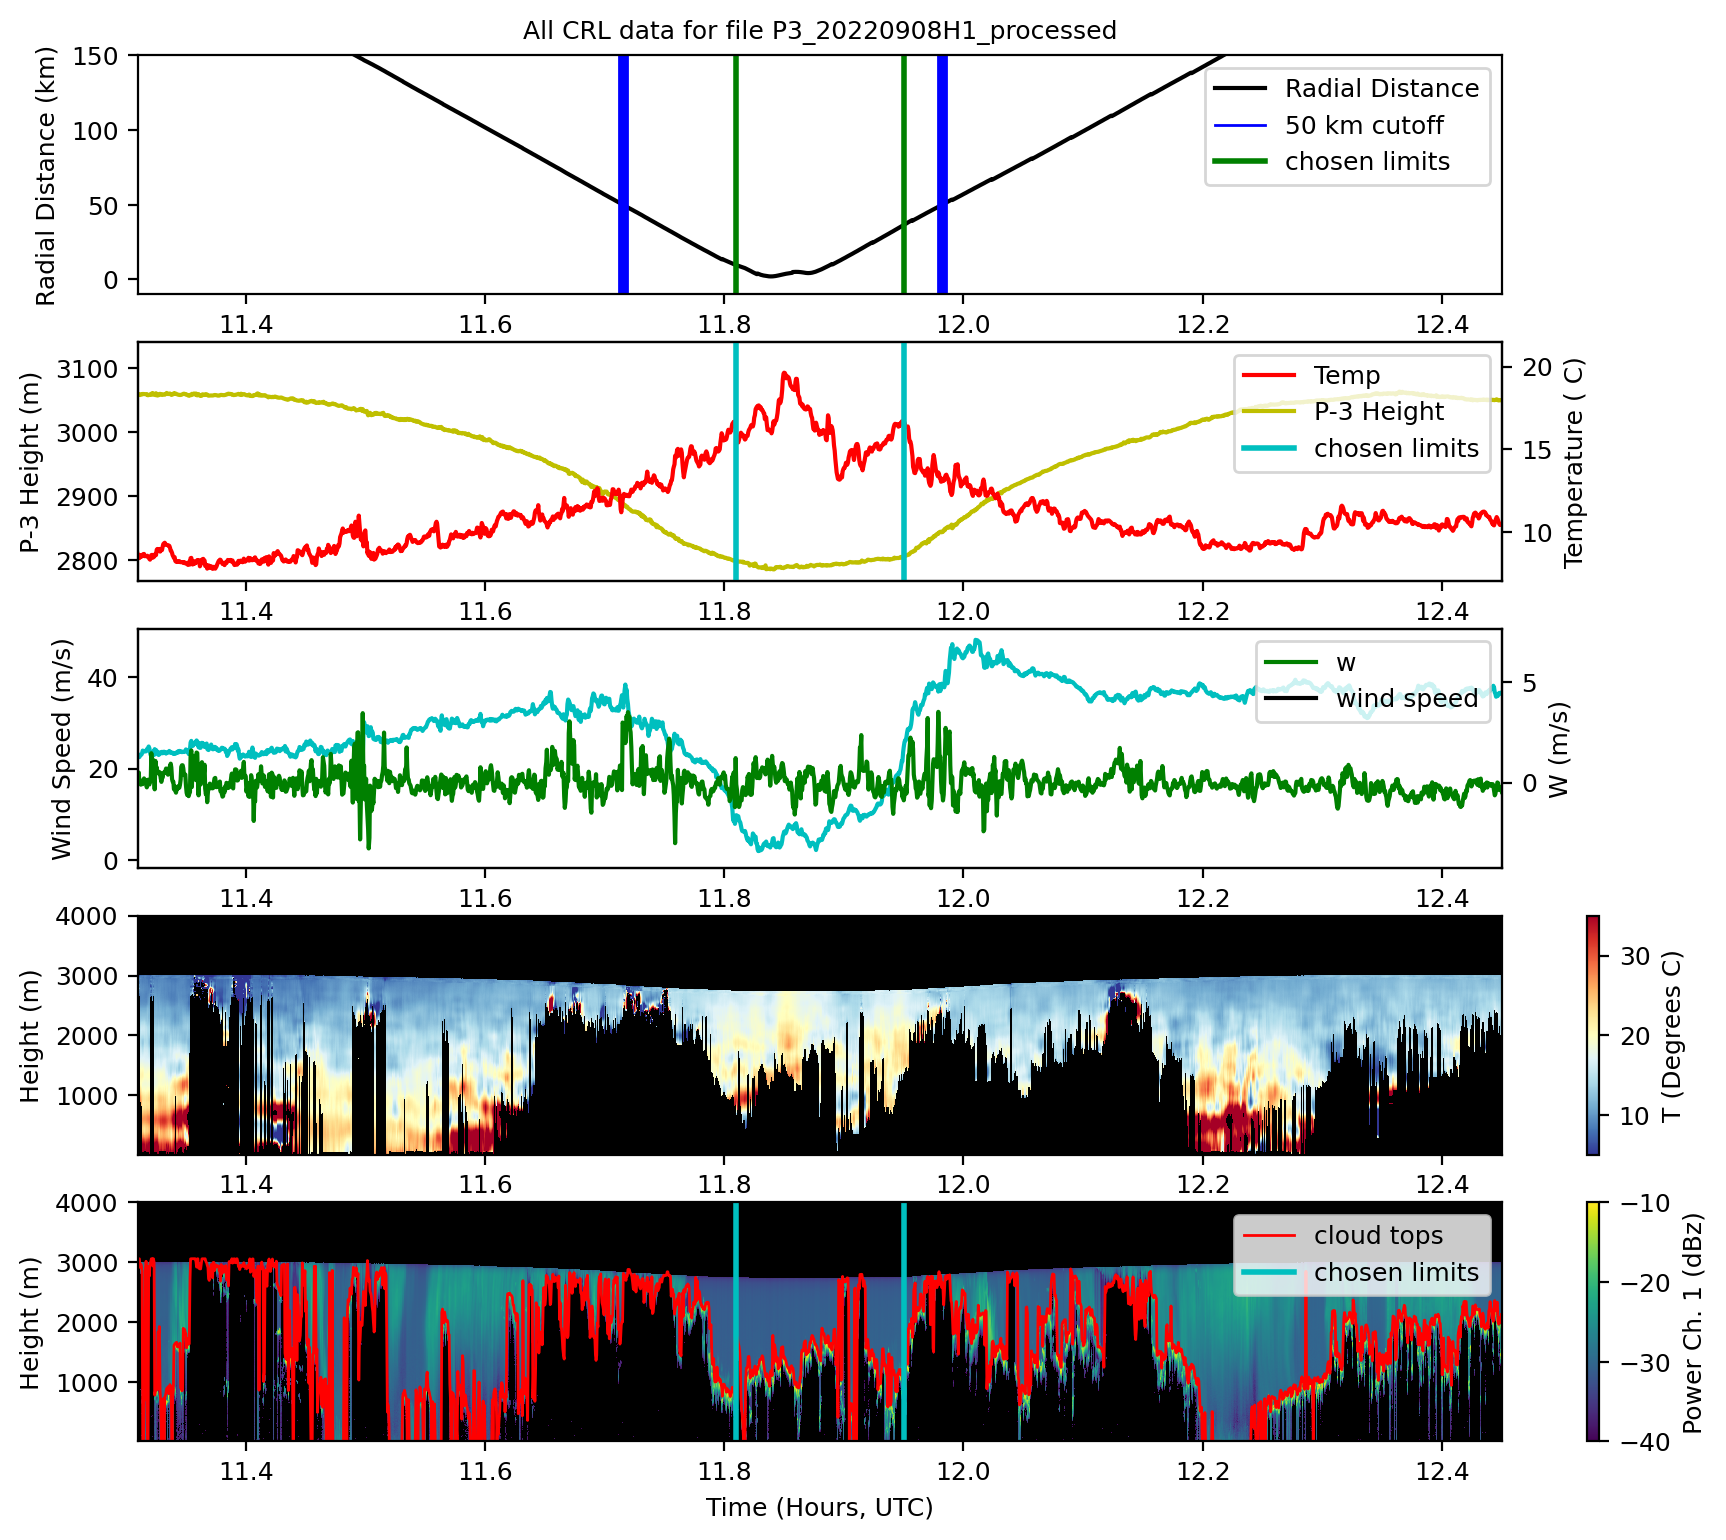 All CRL data for file P3_20220908H1_processed
Radial Distance (km)
150
100
50
0
Radial Distance
50 km cutoff
chosen limits
11.4 11.6 11.8 12.0 12.2 12.4
P-3 Height (m)
3100
3000
2900
2800
Temp
P-3 Height
chosen limits
20
15
10
Temperature ( C)
11.4 11.6 11.8 12.0 12.2 12.4
Wind Speed (m/s)
40
20
0
w
wind speed
5
0
W (m/s)
11.4 11.6 11.8 12.0 12.2 12.4
Height (m)
4000
3000
2000
1000
30
20
10
T (Degrees C)
11.4 11.6 11.8 12.0 12.2 12.4
Height (m)
4000
3000
2000
1000
cloud tops
chosen limits
−10
−20
−30
−40
Power Ch. 1 (dBz)
11.4 11.6 11.8 12.0 12.2 12.4
Time (Hours, UTC)